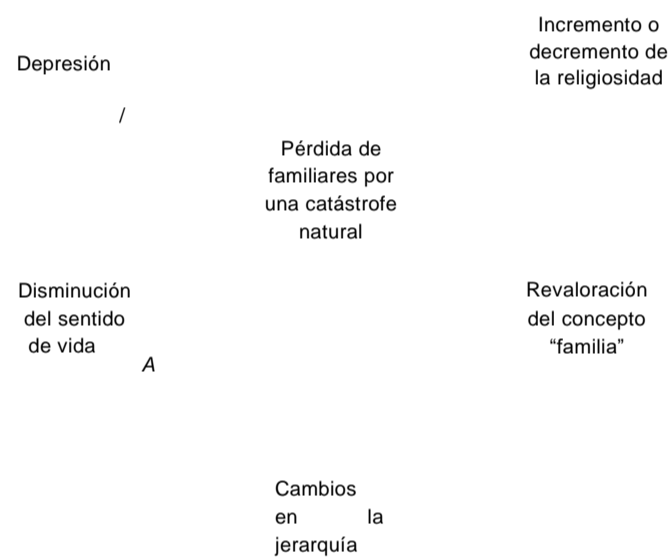 Incremento o
decremento de
la religiosidad
Depresión
/
Pérdida de
familiares por
una catástrofe
natural
Disminución
del sentido
de vida
A
Revaloración
del concepto
“familia”
Cambios
en la
jerarquía